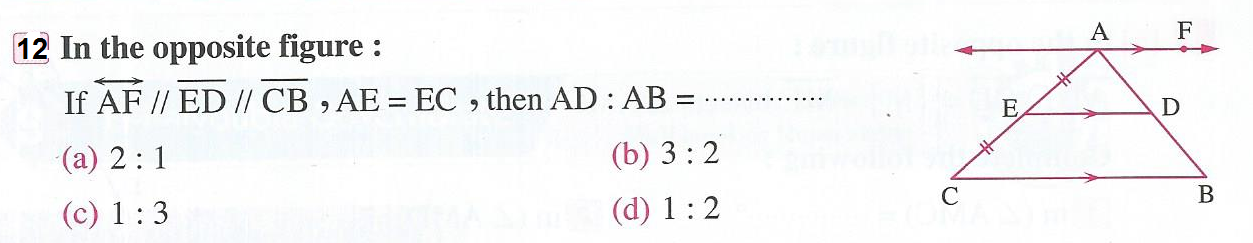 12 In the opposite figure :
If AF // ED // CB , AE = EC , then AD : AB = ................
(a) 2 : 1
(b) 3 : 2
(c) 1 : 3
(d) 1 : 2
A F
E D
C B